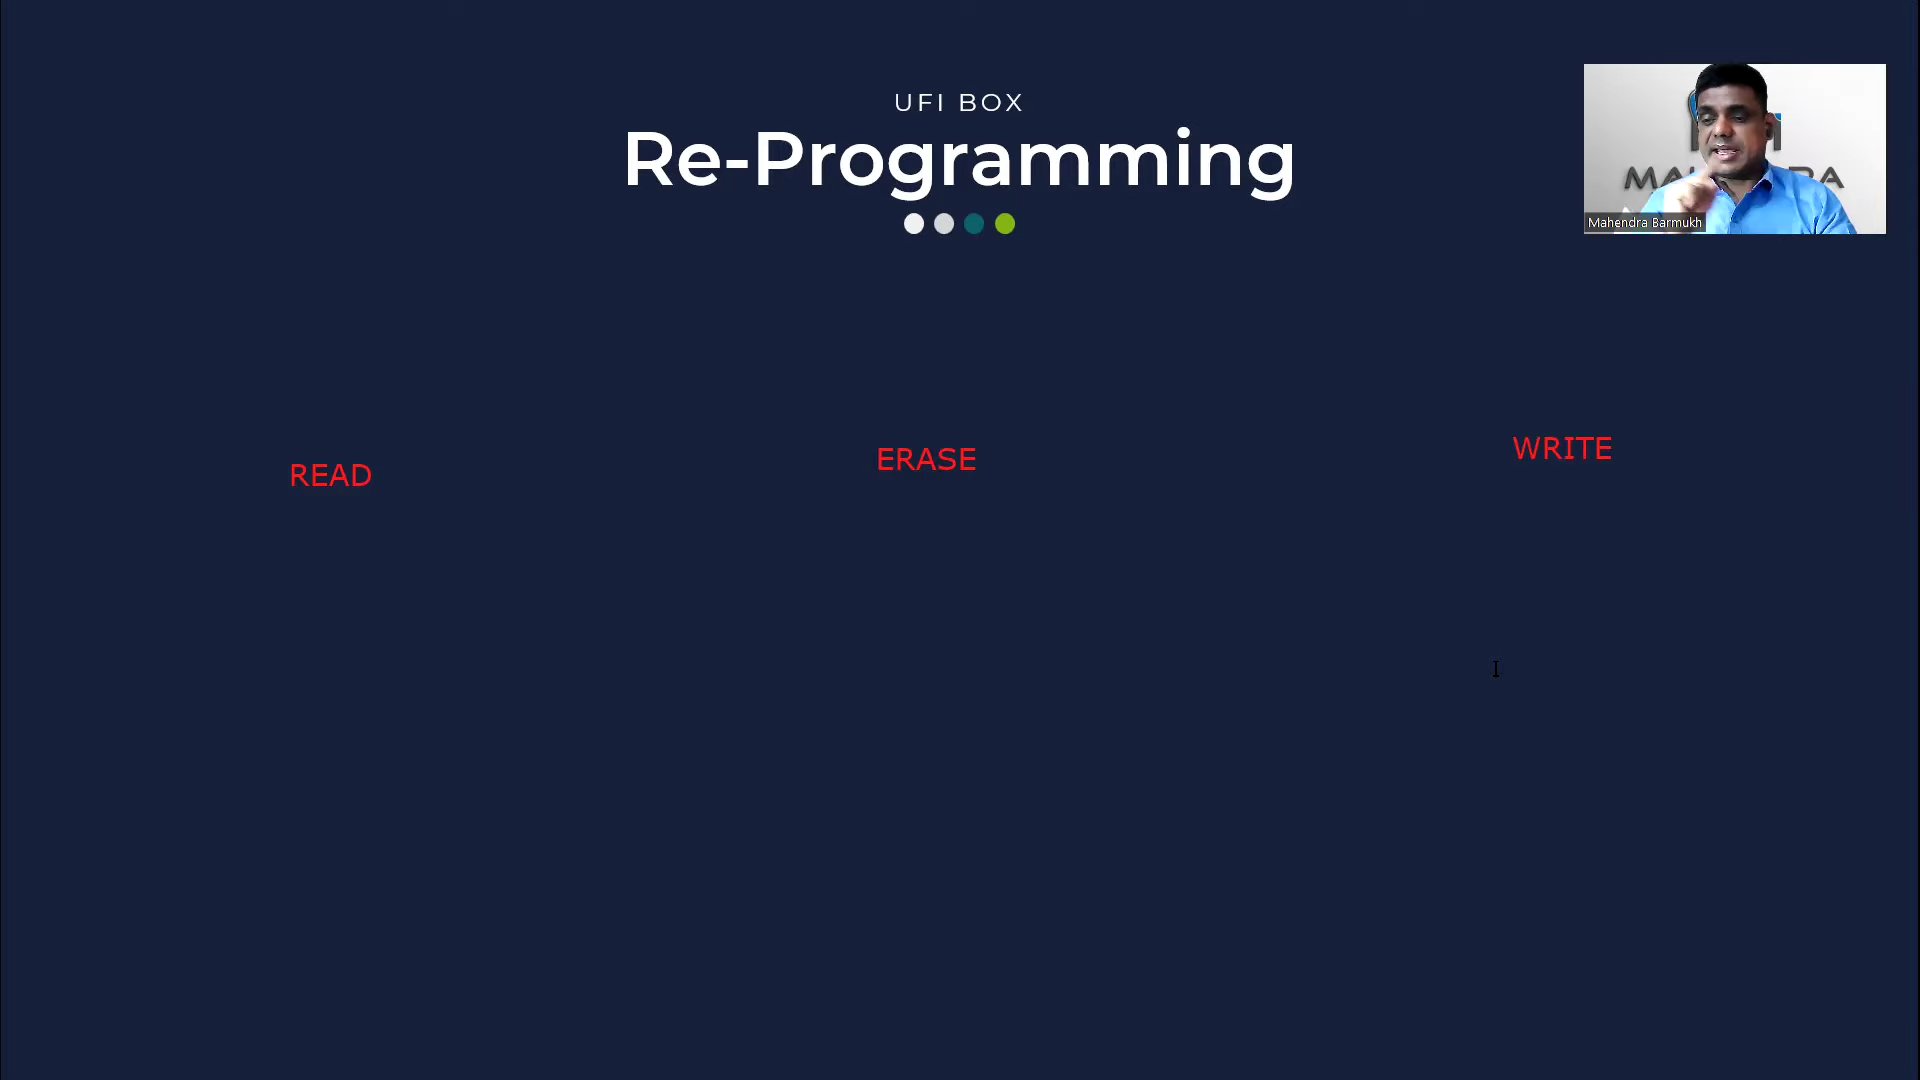 UFI BOX
Re-Programming
Mahendra Barmukh
READ
ERASE
WRITE